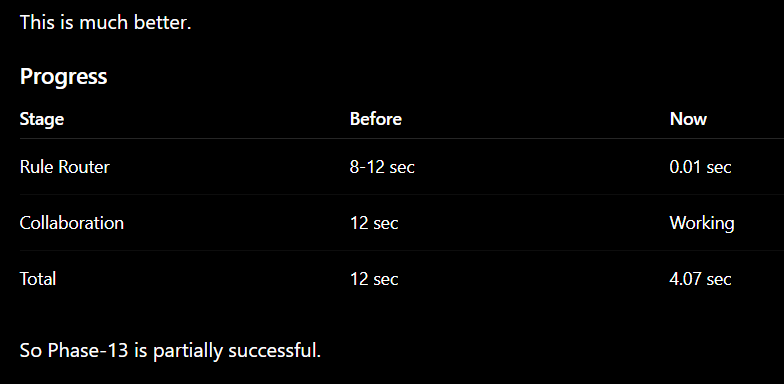 This is much better.
Progress
Stage Before Now
Rule Router 8-12 sec 0.01 sec
Collaboration 12 sec Working
Total 12 sec 4.07 sec
So Phase-13 is partially successful.